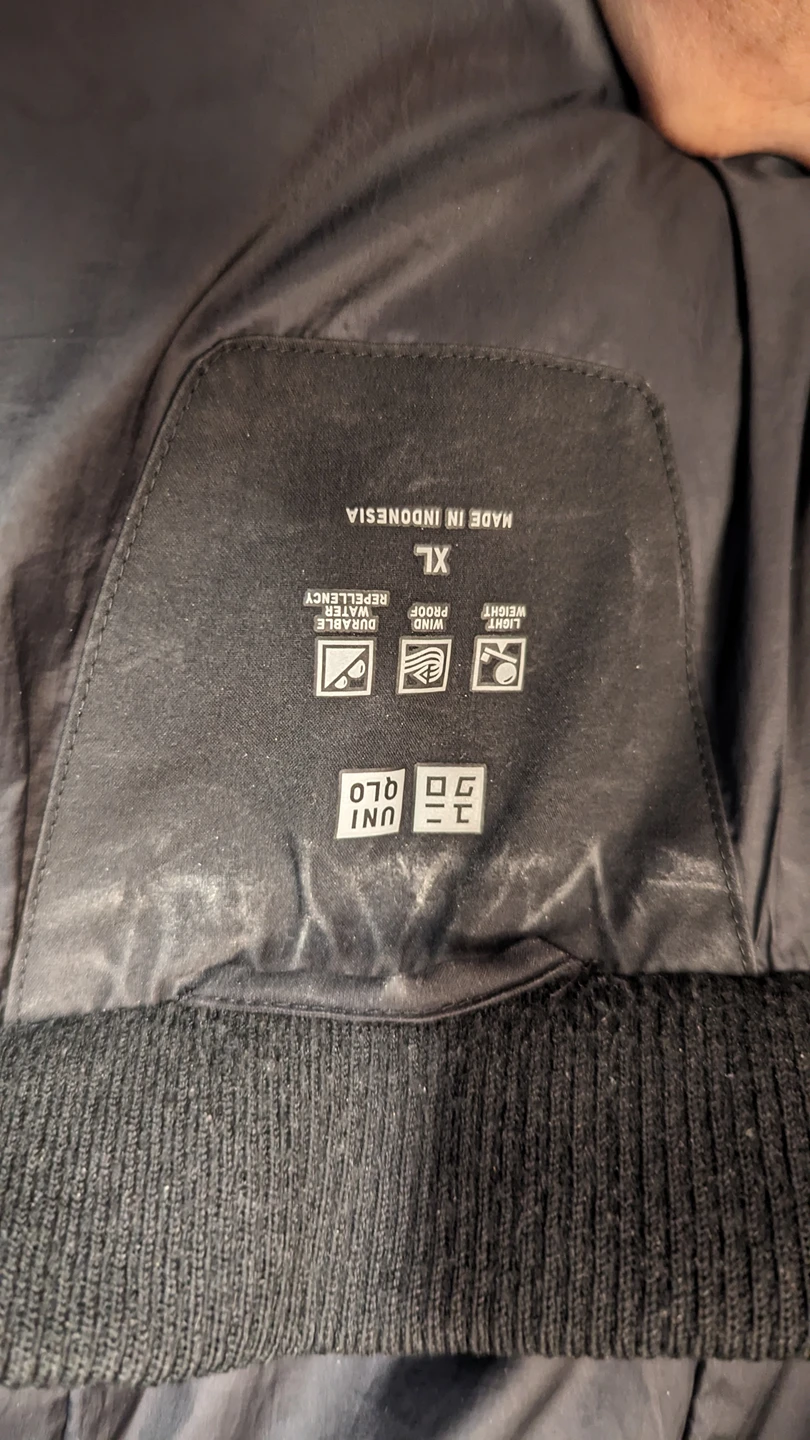 ユニ
クロ
UNI
QLO
LIGHT
WEIGHT
WIND
PROOF
DURABLE
WATER
REPELLENCY
XL
MADE IN INDONESIA